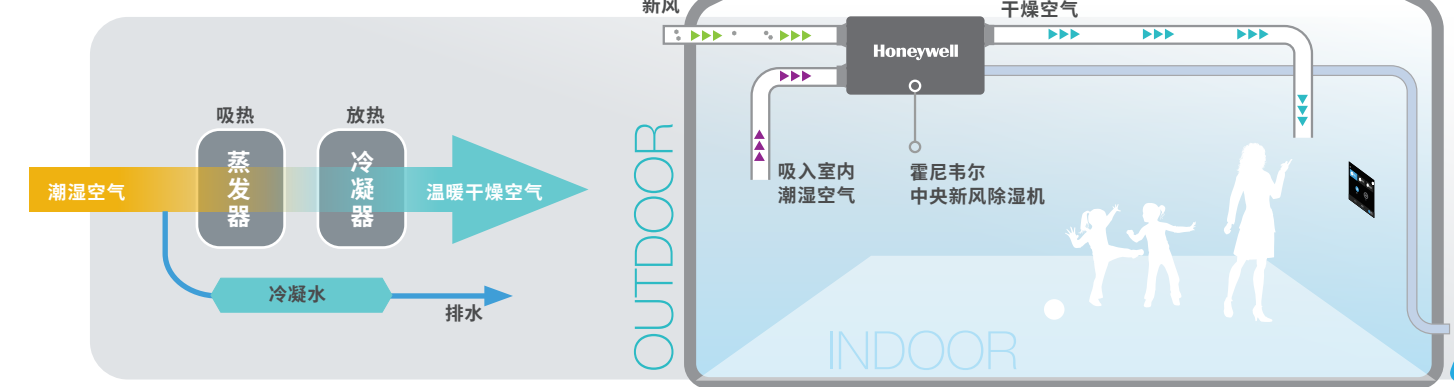 吸热
放热
潮湿空气
蒸发器
冷凝器
温暖干燥空气
冷凝水
排水
OUTDOOR
新风
干燥空气
Honeywell
吸入室内
潮湿空气
霍尼韦尔
中央新风除湿机
INDOOR